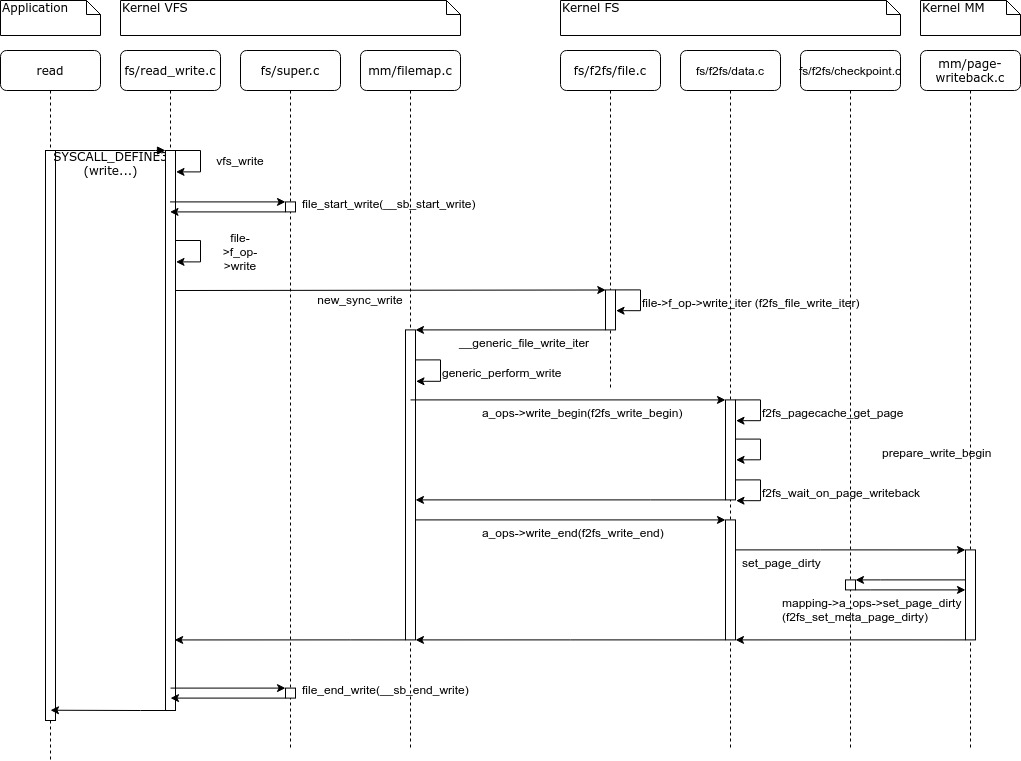 Application
Kernel VFS
Kernel FS
Kernel MM
read
fs/read_write.c
fs/super.c
mm/filemap.c
fs/f2fs/file.c
fs/f2fs/data.c
fs/f2fs/checkpoint.c
mm/page-
writeback.c
SYSCALL_DEFINE3
(write...)
vfs_write
file_start_write(__sb_start_write)
file-
>f_op-
>write
new_sync_write
file->f_op->write_iter (f2fs_file_write_iter)
__generic_file_write_iter
generic_perform_write
a_ops->write_begin(f2fs_write_begin)
f2fs_pagecache_get_page
prepare_write_begin
f2fs_wait_on_page_writeback
a_ops->write_end(f2fs_write_end)
set_page_dirty
mapping->a_ops->set_page_dirty
(f2fs_set_meta_page_dirty)
file_end_write(__sb_end_write)